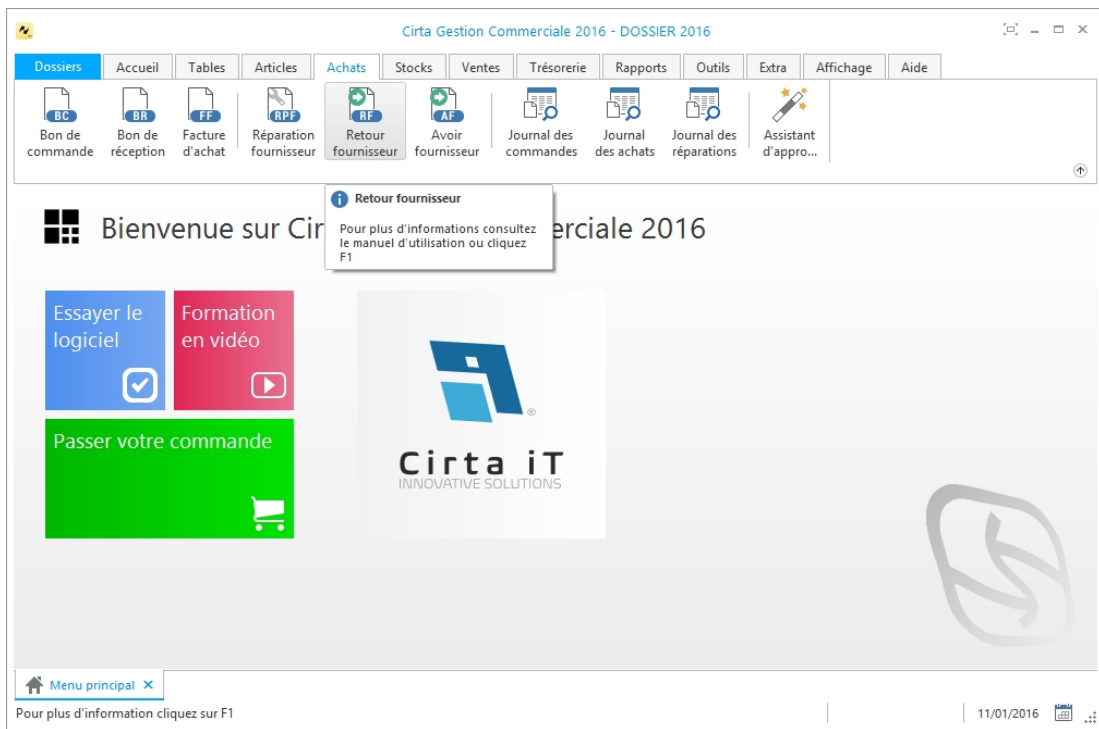 Cirta Gestion Commerciale 2016 - DOSSIER 2016
Dossiers Accueil Tables Articles Achats Stocks Ventes Trésorerie Rapports Outils Extra Affichage Aide
BC BR FF RPF RF AF
Bon de commande
Bon de réception
Facture d'achat
Réparation fournisseur
Retour fournisseur
Avoir fournisseur
Journal des commandes
Journal des achats
Journal des réparations
Assistant d'appro...
Retour fournisseur
Pour plus d'informations consultez
le manuel d'utilisation ou cliquez
F1
Bienvenue sur Cir erciale 2016
Essayer le
logiciel
Formation
en vidéo
Passer votre commande
Cirta iT
INNOVATIVE SOLUTIONS
Menu principal
Pour plus d'information cliquez sur F1
11/01/2016